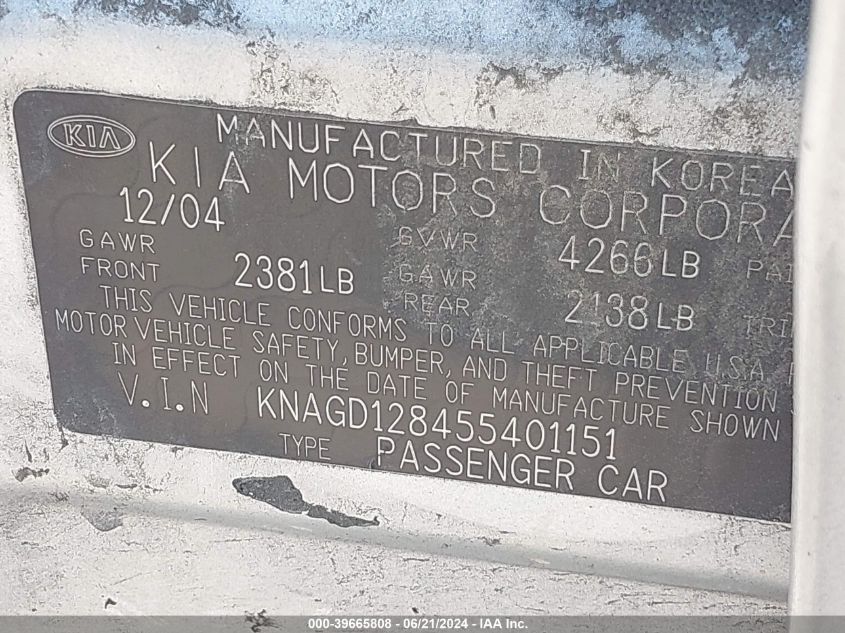 KIA
MANUFACTURED IN KOREA
KIA MOTORS CORPORA
12/04
GAWR FRONT 2381LB
GVWR 4266LB PAI
GAWR REAR 2138LB TRI
THIS VEHICLE CONFORMS TO ALL APPLICABLE U.S.A.
MOTOR VEHICLE SAFETY, BUMPER, AND THEFT PREVENTION
IN EFFECT ON THE DATE OF MANUFACTURE SHOWN
V.I.N KNAGD128455401151
TYPE PASSENGER CAR
000-39665808 - 06/21/2024 - IAA Inc.